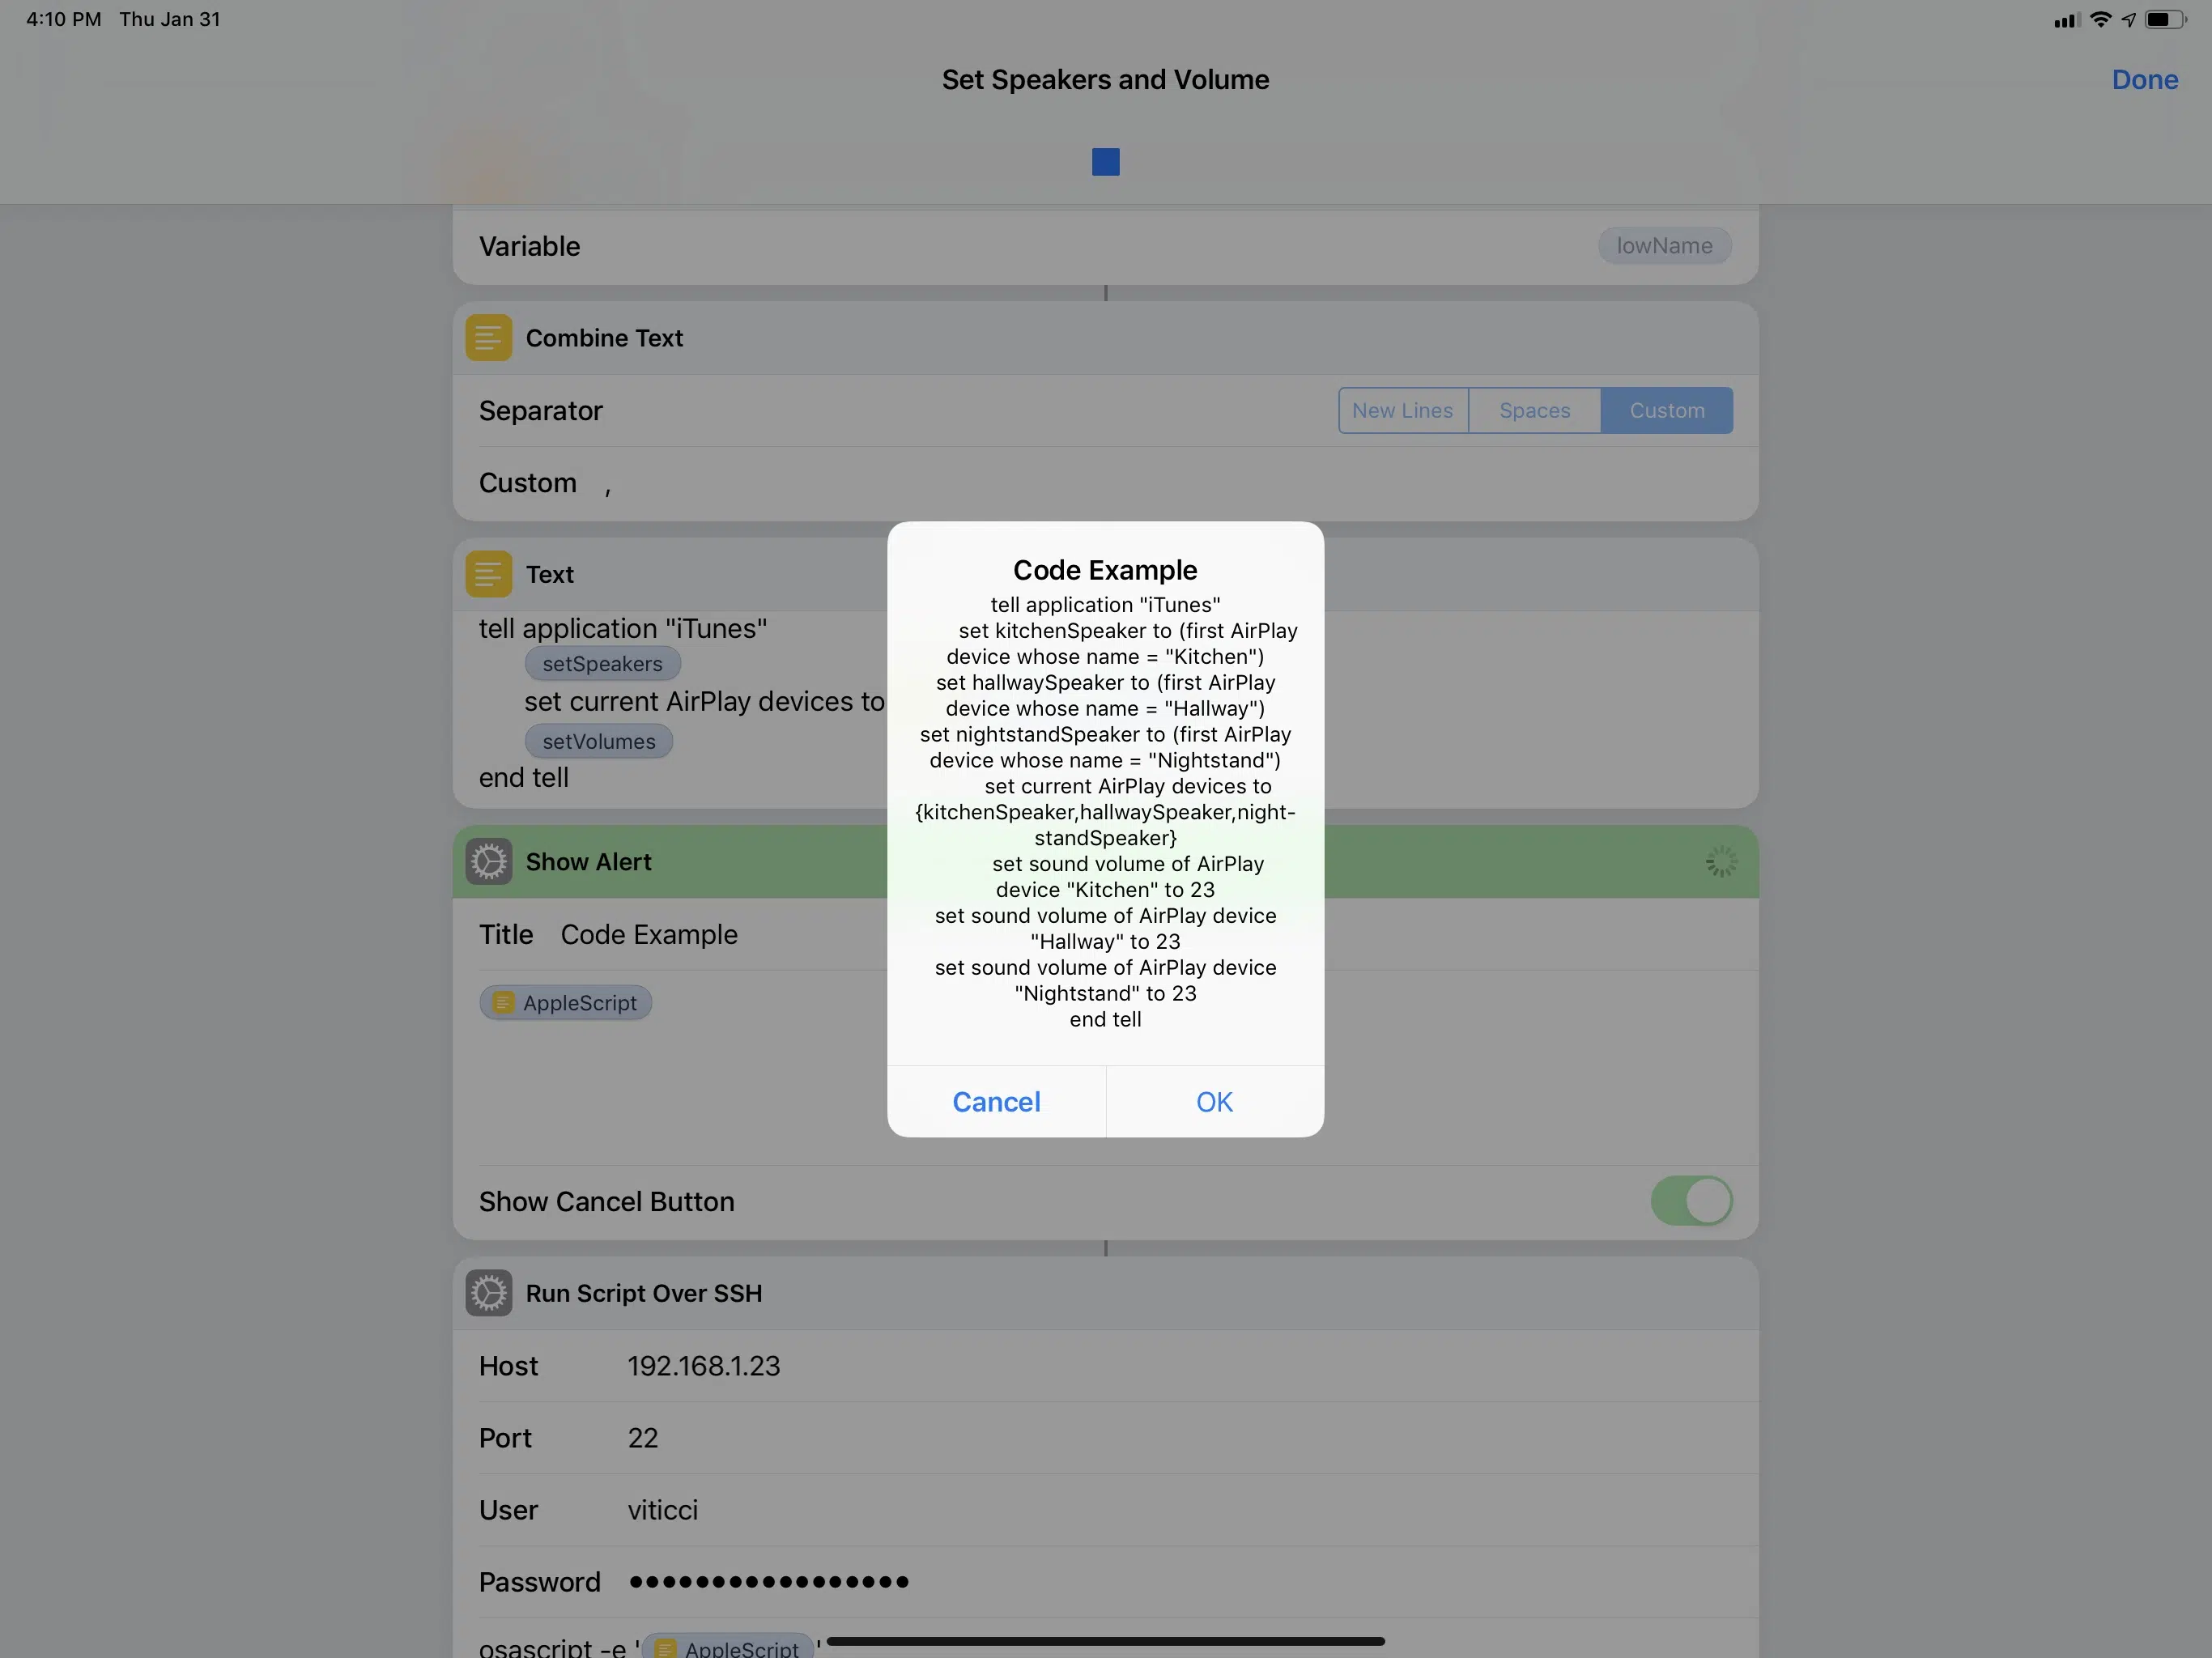 4:10 PM Thu Jan 31
Set Speakers and Volume
Done
Variable
lowName
Combine Text
Separator
New Lines
Spaces
Custom
Custom ,
Text
tell application "iTunes"
setSpeakers
set current AirPlay devices to
setVolumes
end tell
Show Alert
Title Code Example
AppleScript
Show Cancel Button
Code Example
tell application "iTunes"
set kitchenSpeaker to (first AirPlay
device whose name = "Kitchen")
set hallwaySpeaker to (first AirPlay
device whose name = "Hallway")
set nightstandSpeaker to (first AirPlay
device whose name = "Nightstand")
set current AirPlay devices to
{kitchenSpeaker,hallwaySpeaker,night-
standSpeaker}
set sound volume of AirPlay
device "Kitchen" to 23
set sound volume of AirPlay device
"Hallway" to 23
set sound volume of AirPlay device
"Nightstand" to 23
end tell
Cancel
OK
Run Script Over SSH
Host 192.168.1.23
Port 22
User viticci
Password ●●●●●●●●●●●●●●●●●
osascript -e ' AppleScript '